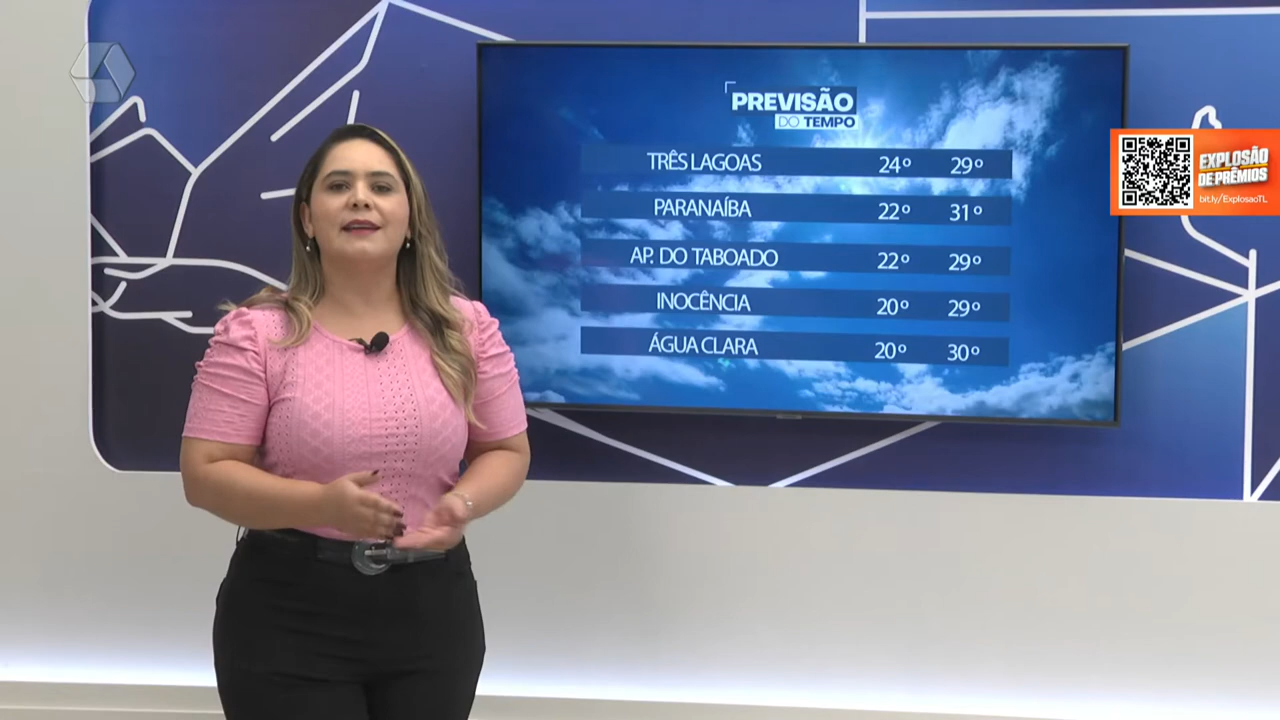 PREVISÃO
DO TEMPO
TRÊS LAGOAS 24º 29º
PARANAÍBA 22º 31º
AP. DO TABOADO 22º 29º
INOCÊNCIA 20º 29º
ÁGUA CLARA 20º 30º
EXPLOSÃO
DE PRÊMIOS
bit.ly/ExplosaoTL